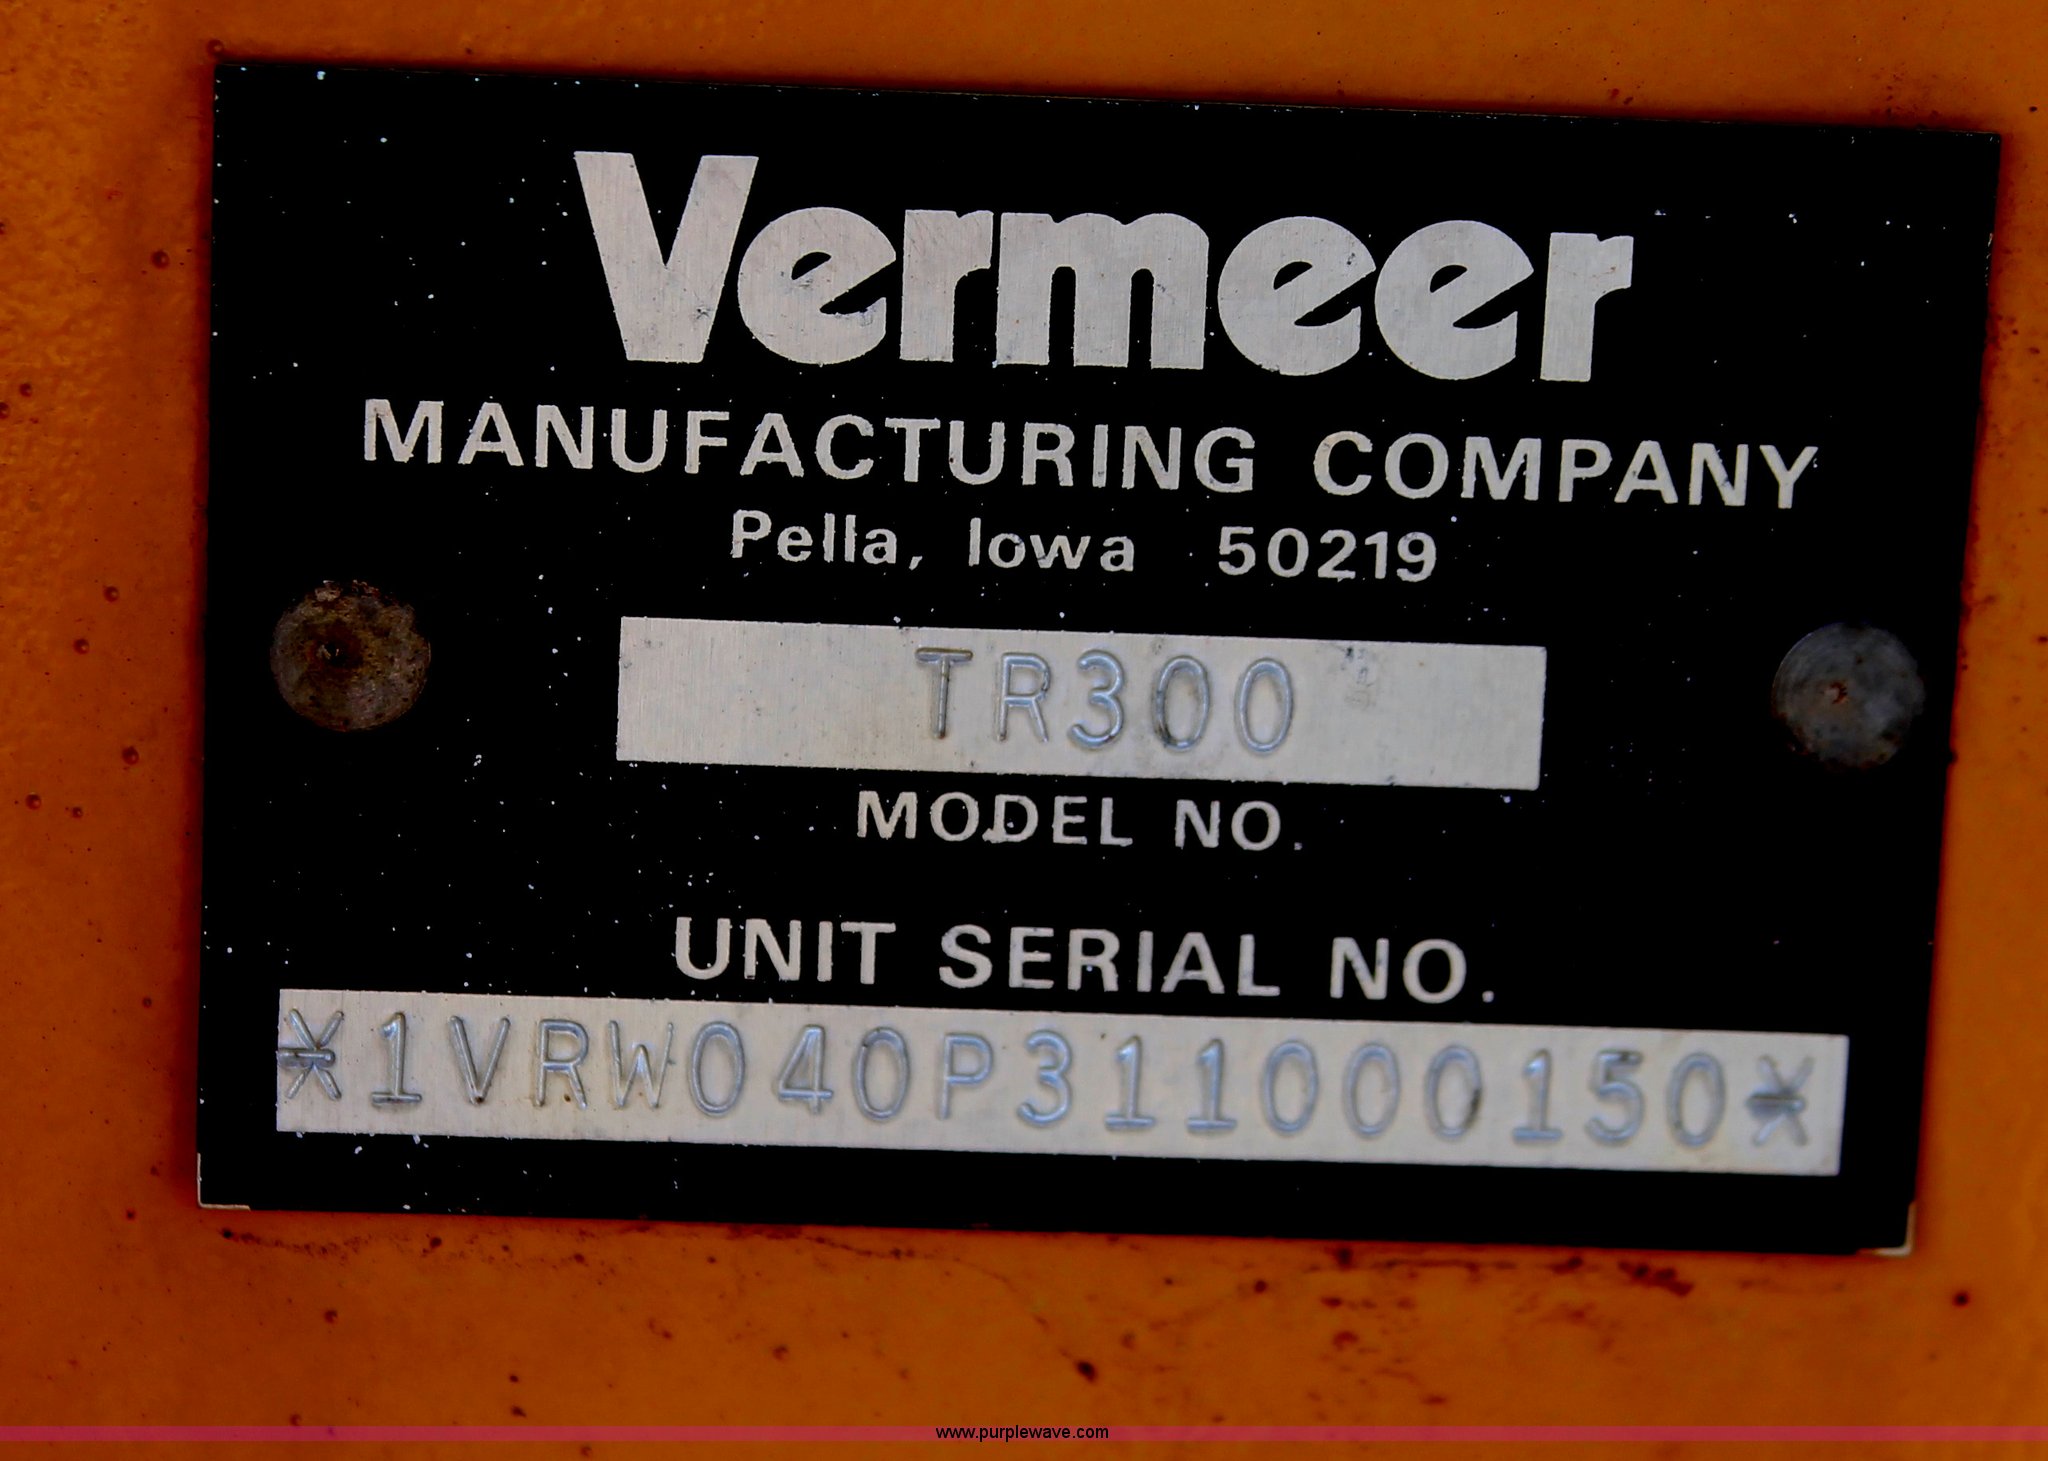 Vermeer
MANUFACTURING COMPANY
Pella, Iowa 50219
TR300
MODEL NO.
UNIT SERIAL NO.
*1VRW040P311000150*
www.purplewave.com